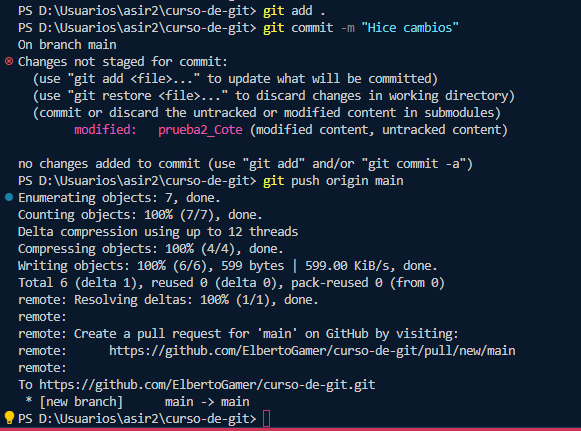 PS D:\Usuarios\asir2\curso-de-git> git add .
PS D:\Usuarios\asir2\curso-de-git> git commit -m "Hice cambios"
On branch main
Changes not staged for commit:
  (use "git add <file>..." to update what will be committed)
  (use "git restore <file>..." to discard changes in working directory)
  (commit or discard the untracked or modified content in submodules)
        modified:   prueba2_Cote (modified content, untracked content)

no changes added to commit (use "git add" and/or "git commit -a")
PS D:\Usuarios\asir2\curso-de-git> git push origin main
Enumerating objects: 7, done.
Counting objects: 100% (7/7), done.
Delta compression using up to 12 threads
Compressing objects: 100% (4/4), done.
Writing objects: 100% (6/6), 599 bytes | 599.00 KiB/s, done.
Total 6 (delta 1), reused 0 (delta 0), pack-reused 0 (from 0)
remote: Resolving deltas: 100% (1/1), done.
remote:
remote: Create a pull request for 'main' on GitHub by visiting:
remote:      https://github.com/ElbertoGamer/curso-de-git/pull/new/main
remote:
To https://github.com/ElbertoGamer/curso-de-git.git
 * [new branch]      main -> main
PS D:\Usuarios\asir2\curso-de-git>